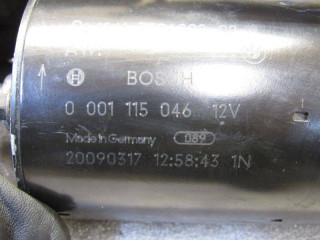 BOSCH
0 001 115 046 12V
Made in Germany 089
20090317 12:58:43 1N